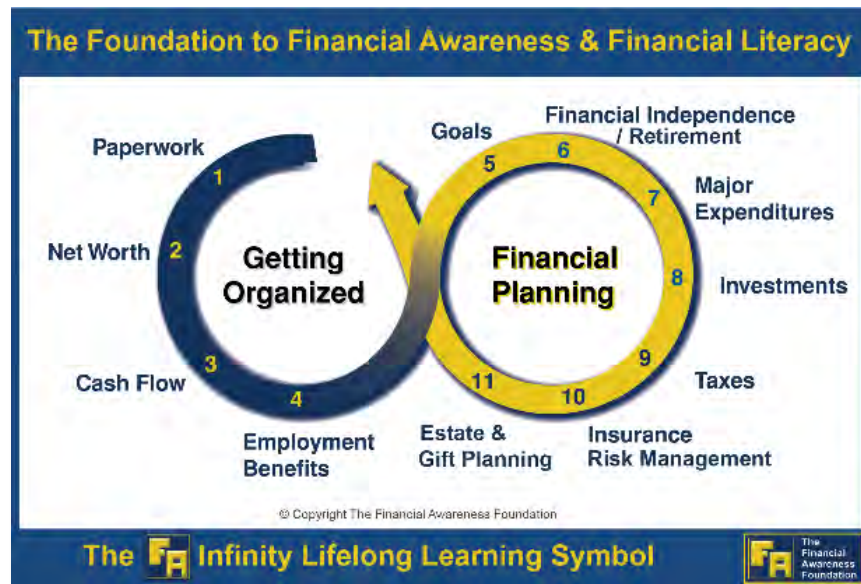 The Foundation to Financial Awareness & Financial Literacy
Paperwork
1
Net Worth
2
Cash Flow
3
4
Employment
Benefits
Getting
Organized
Goals
5
Financial Independence
/ Retirement
6
7
Major
Expenditures
8
Investments
9
Taxes
10
Insurance
Risk Management
11
Estate &
Gift Planning
Financial
Planning
© Copyright The Financial Awareness Foundation
The FA Infinity Lifelong Learning Symbol
FA
The
Financial
Awareness
Foundation